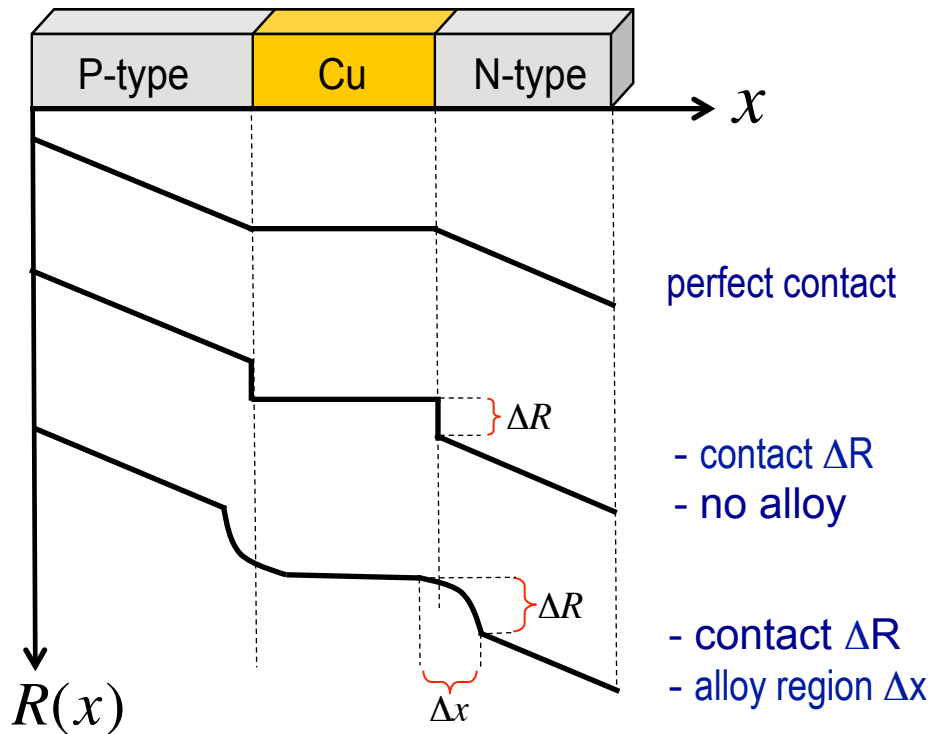 P-type Cu N-type
x
perfect contact
ΔR
- contact ΔR
- no alloy
ΔR
- contact ΔR
- alloy region Δx
Δx
R(x)